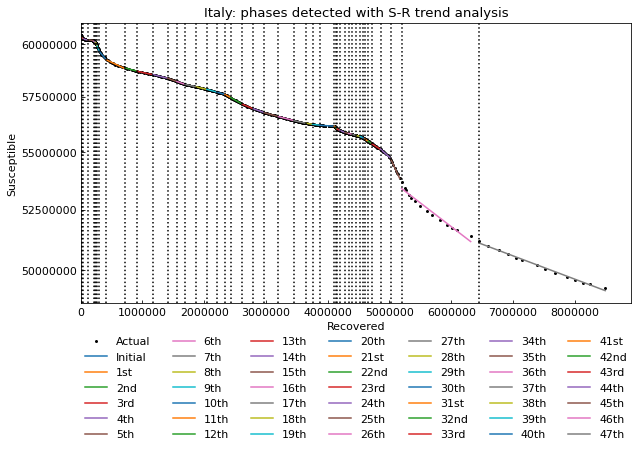 Italy: phases detected with S-R trend analysis
60000000
57500000
55000000
52500000
50000000
Susceptible
0 1000000 2000000 3000000 4000000 5000000 6000000 7000000 8000000
Recovered
Actual 6th 13th 20th 27th 34th 41st
Initial 7th 14th 21st 28th 35th 42nd
1st 8th 15th 22nd 29th 36th 43rd
2nd 9th 16th 23rd 30th 37th 44th
3rd 10th 17th 24th 31st 38th 45th
4th 11th 18th 25th 32nd 39th 46th
5th 12th 19th 26th 33rd 40th 47th